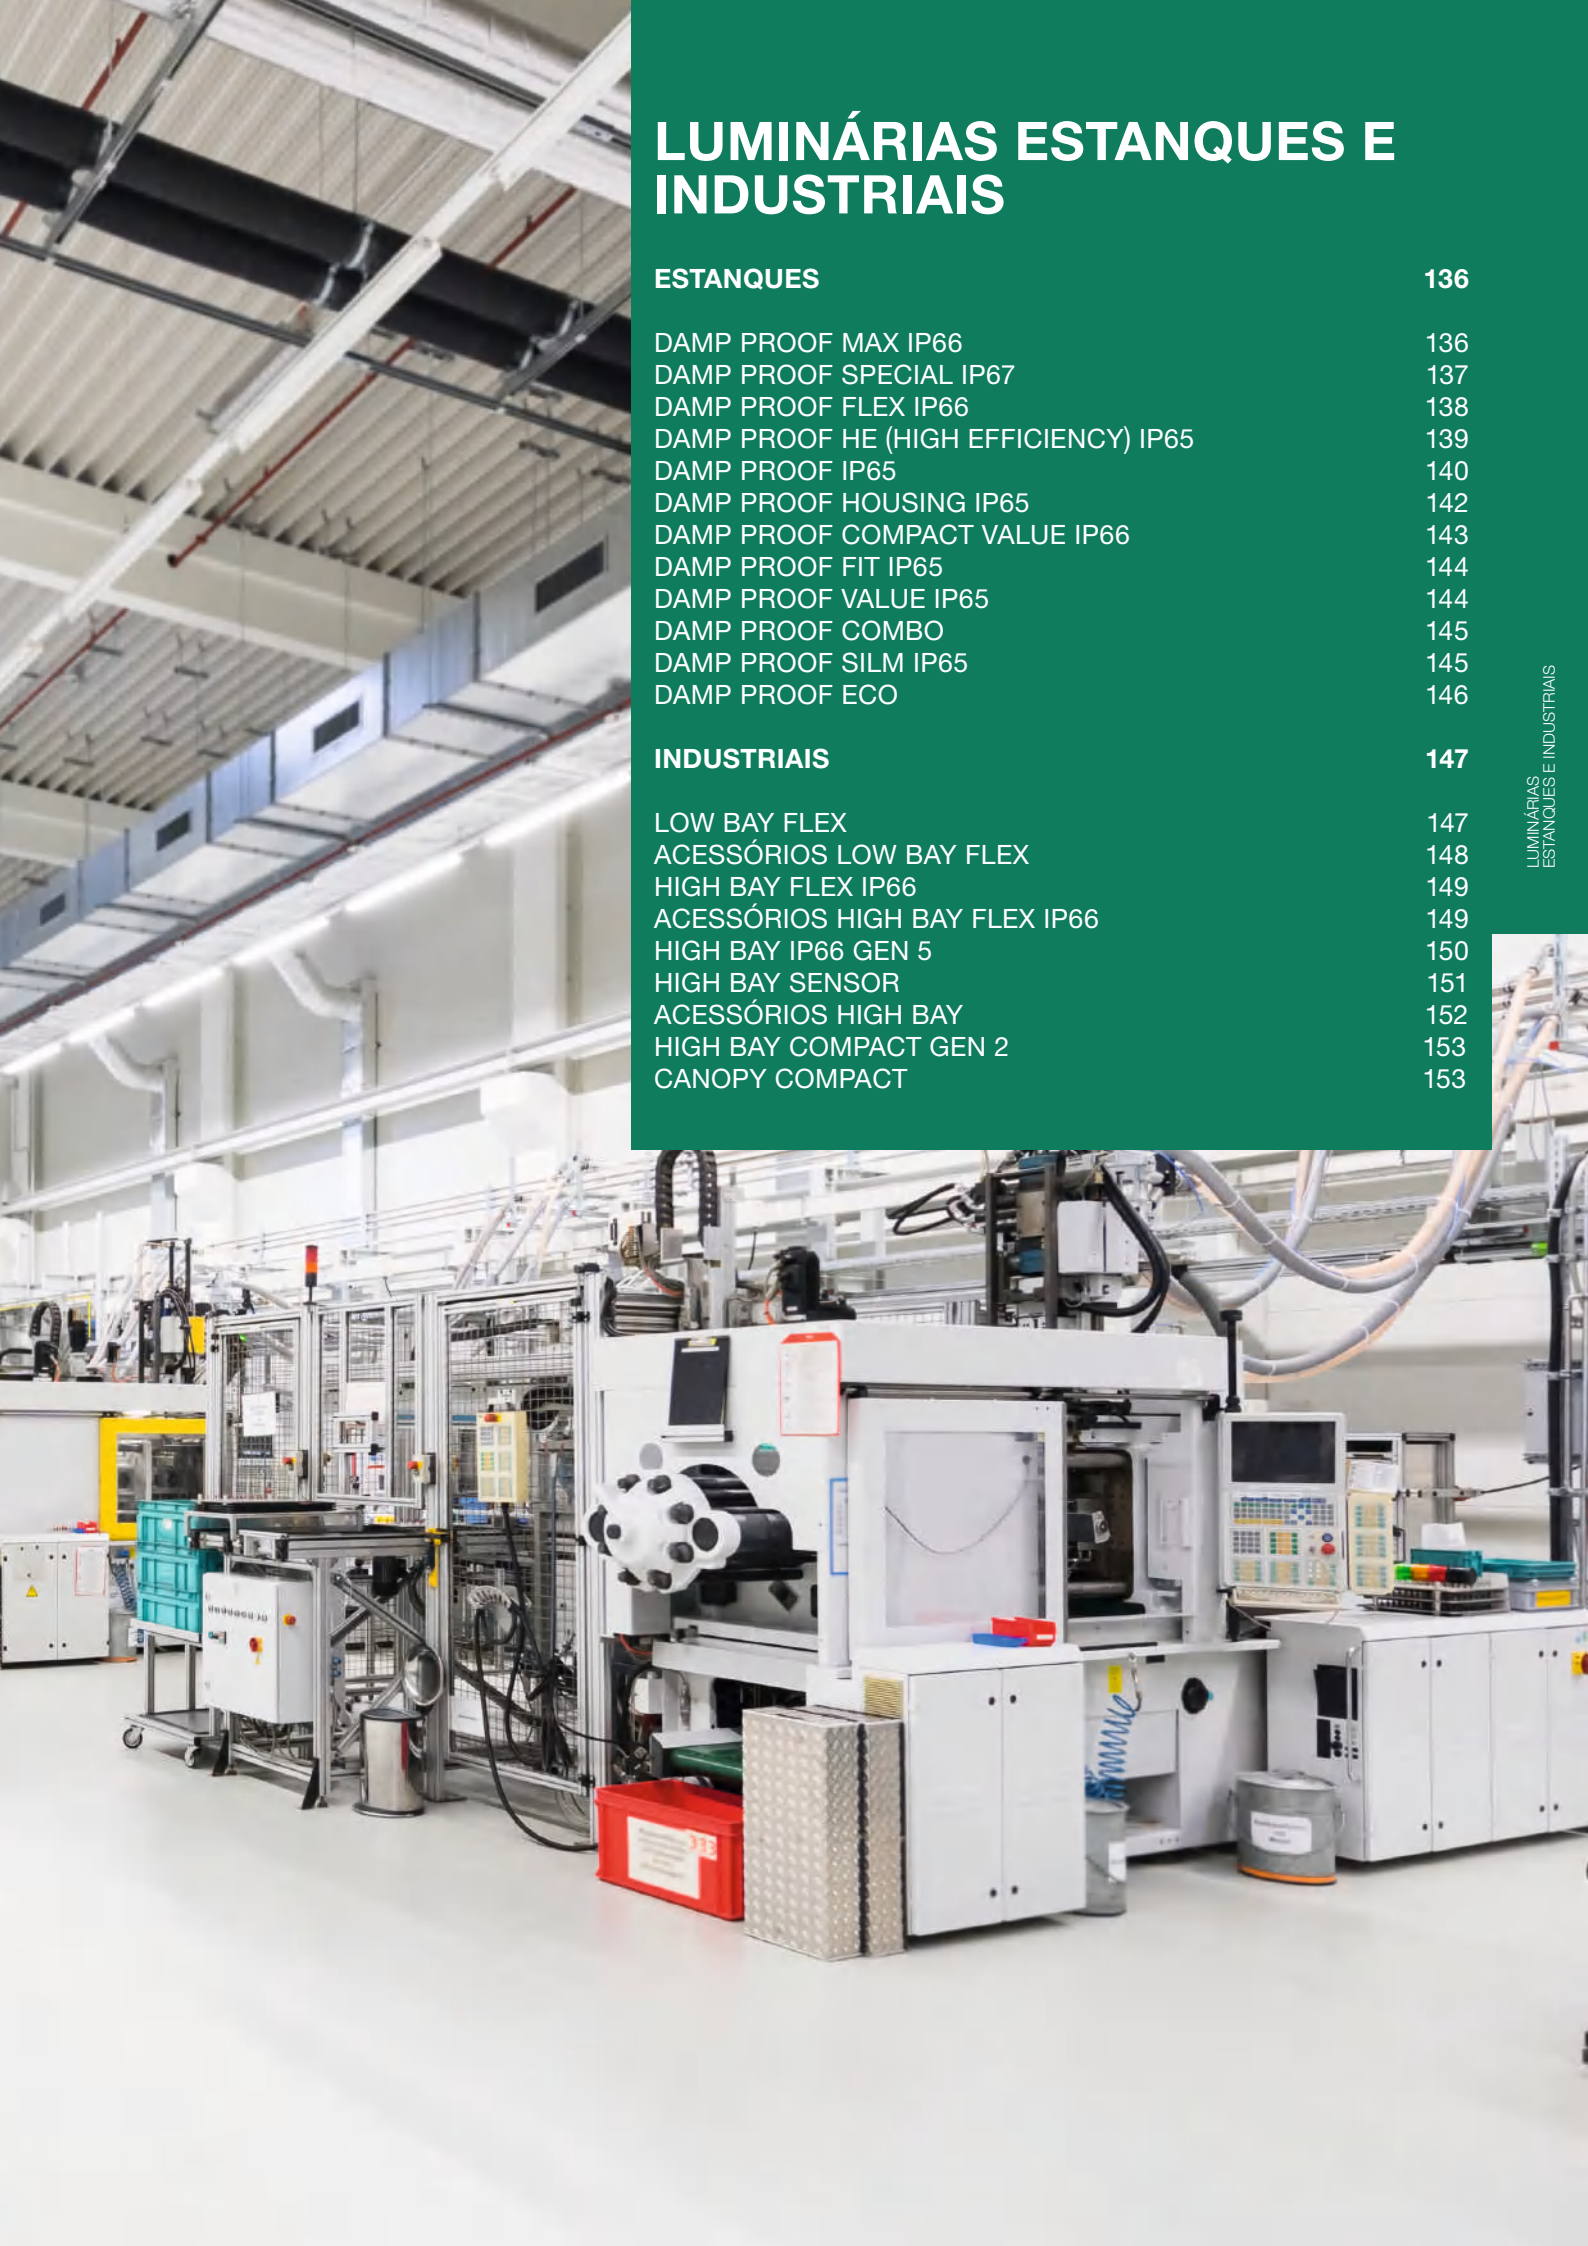 LUMINÁRIAS ESTANQUES E
INDUSTRIAIS
ESTANQUES 136
DAMP PROOF MAX IP66 136
DAMP PROOF SPECIAL IP67 137
DAMP PROOF FLEX IP66 138
DAMP PROOF HE (HIGH EFFICIENCY) IP65 139
DAMP PROOF IP65 140
DAMP PROOF HOUSING IP65 142
DAMP PROOF COMPACT VALUE IP66 143
DAMP PROOF FIT IP65 144
DAMP PROOF VALUE IP65 144
DAMP PROOF COMBO 145
DAMP PROOF SILM IP65 145
DAMP PROOF ECO 146
INDUSTRIAIS 147
LOW BAY FLEX 147
ACESSÓRIOS LOW BAY FLEX 148
HIGH BAY FLEX IP66 149
ACESSÓRIOS HIGH BAY FLEX IP66 149
HIGH BAY IP66 GEN 5 150
HIGH BAY SENSOR 151
ACESSÓRIOS HIGH BAY 152
HIGH BAY COMPACT GEN 2 153
CANOPY COMPACT 153
LUMINÁRIAS
ESTANQUES E INDUSTRIAIS
333